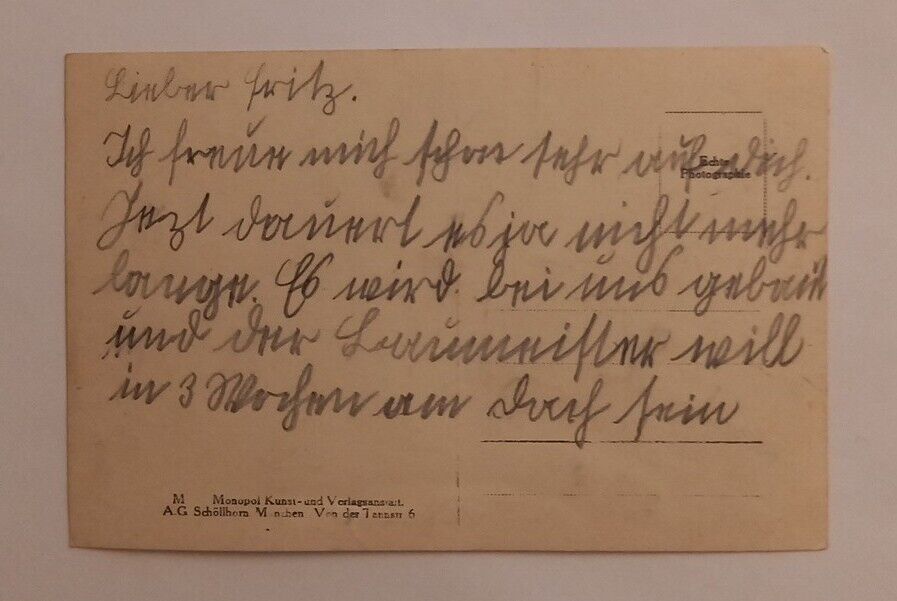 Lieber Fritz.
Ich freue mich schon sehr auf dich.
Echte
Photographie
Jezt dauert es ja nicht mehr
lange. Es wird bei uns gebaut
und der Baumeister will
in 3 Wochen am Dach sein
M Monopol Kunst- und Verlagsanstalt.
A.G Schöllhorn München Von der Tannstr 6